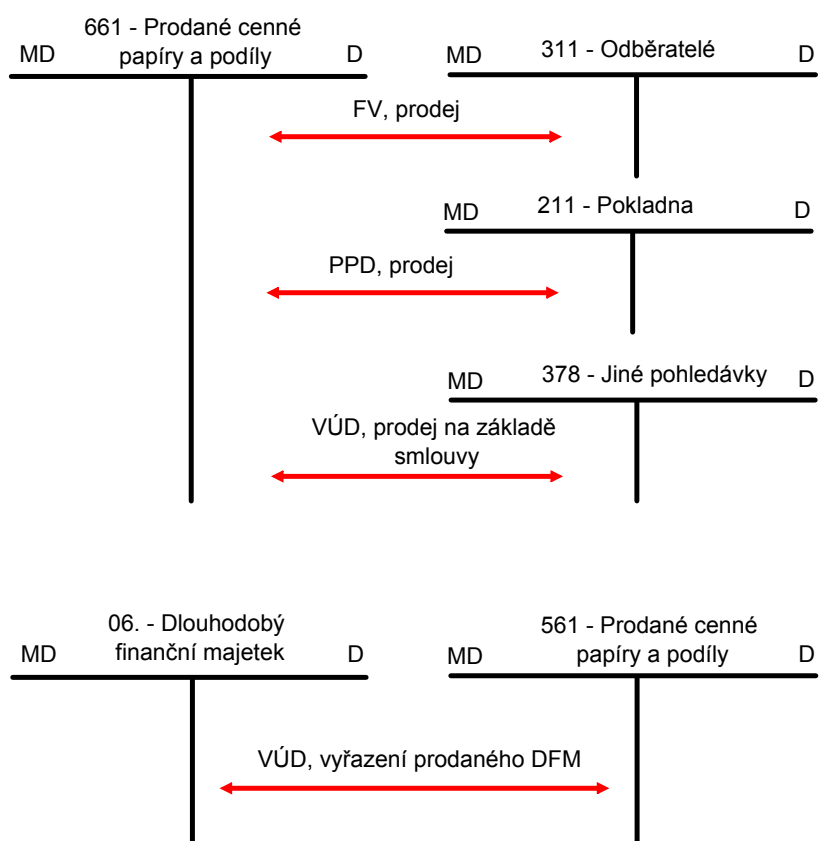 661 - Prodané cenné
papíry a podíly
MD
D
MD
311 - Odběratelé
D
FV, prodej
MD
211 - Pokladna
D
PPD, prodej
MD
378 - Jiné pohledávky
D
VÚD, prodej na základě
smlouvy
06. - Dlouhodobý
finanční majetek
MD
D
561 - Prodané cenné
papíry a podíly
MD
D
VÚD, vyřazení prodaného DFM